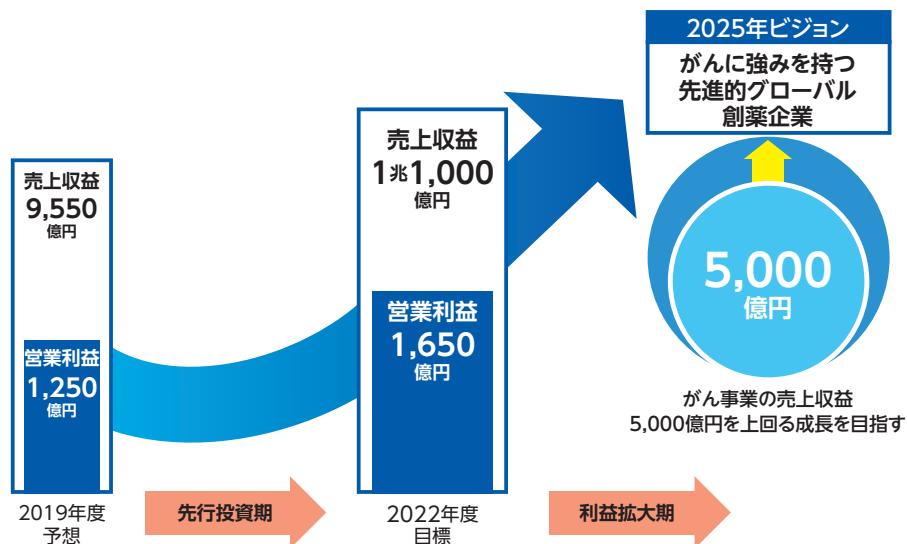 2025年ビジョン
がんに強みを持つ
先進的グローバル
創薬企業
売上収益
9,550
億円
営業利益
1,250
億円
2019年度
予想
先行投資期
売上収益
1兆1,000
億円
営業利益
1,650
億円
2022年度
目標
利益拡大期
5,000
億円
がん事業の売上収益
5,000億円を上回る成長を目指す